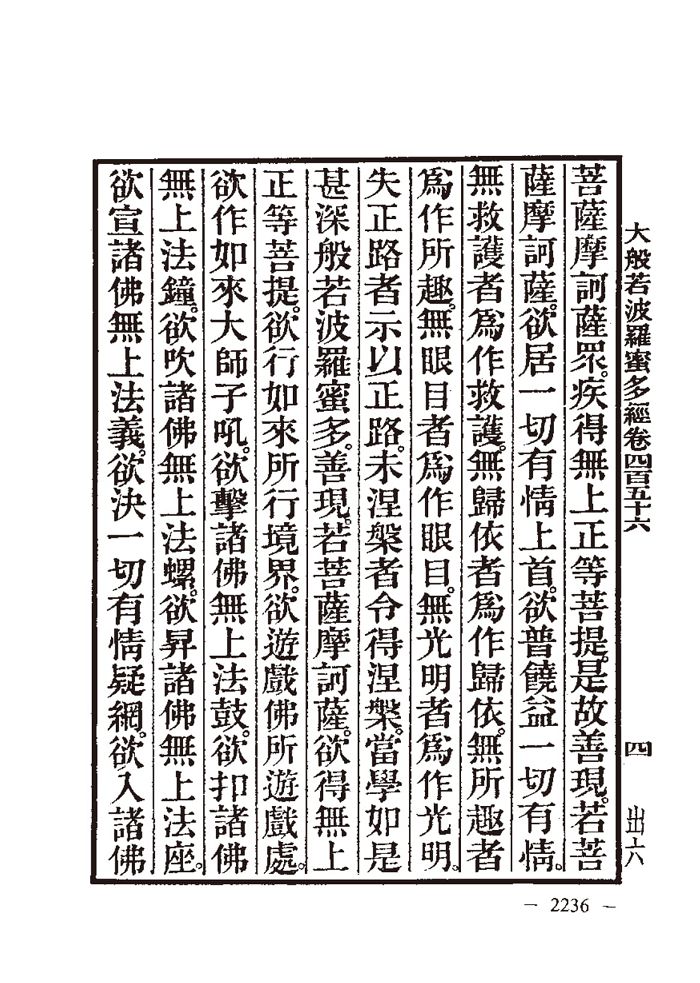 大般若波羅蜜多經卷四百五十六 四 出六
菩薩摩訶薩眾。疾得無上正等菩提。是故善現。若菩
薩摩訶薩。欲居一切有情上首。欲普饒益一切有情。
無救護者為作救護。無歸依者為作歸依。無所趣者
為作所趣。無眼目者為作眼目。無光明者為作光明。
失正路者示以正路。未涅槃者令得涅槃。當學如是
甚深般若波羅蜜多。善現。若菩薩摩訶薩。欲得無上
正等菩提。欲行如來所行境界。欲遊戲佛所遊戲處。
欲作如來大師子吼。欲擊諸佛無上法鼓。欲扣諸佛
無上法鐘。欲吹諸佛無上法螺。欲昇諸佛無上法座。
欲宣諸佛無上法義。欲決一切有情疑網。欲入諸佛
— 2236 —